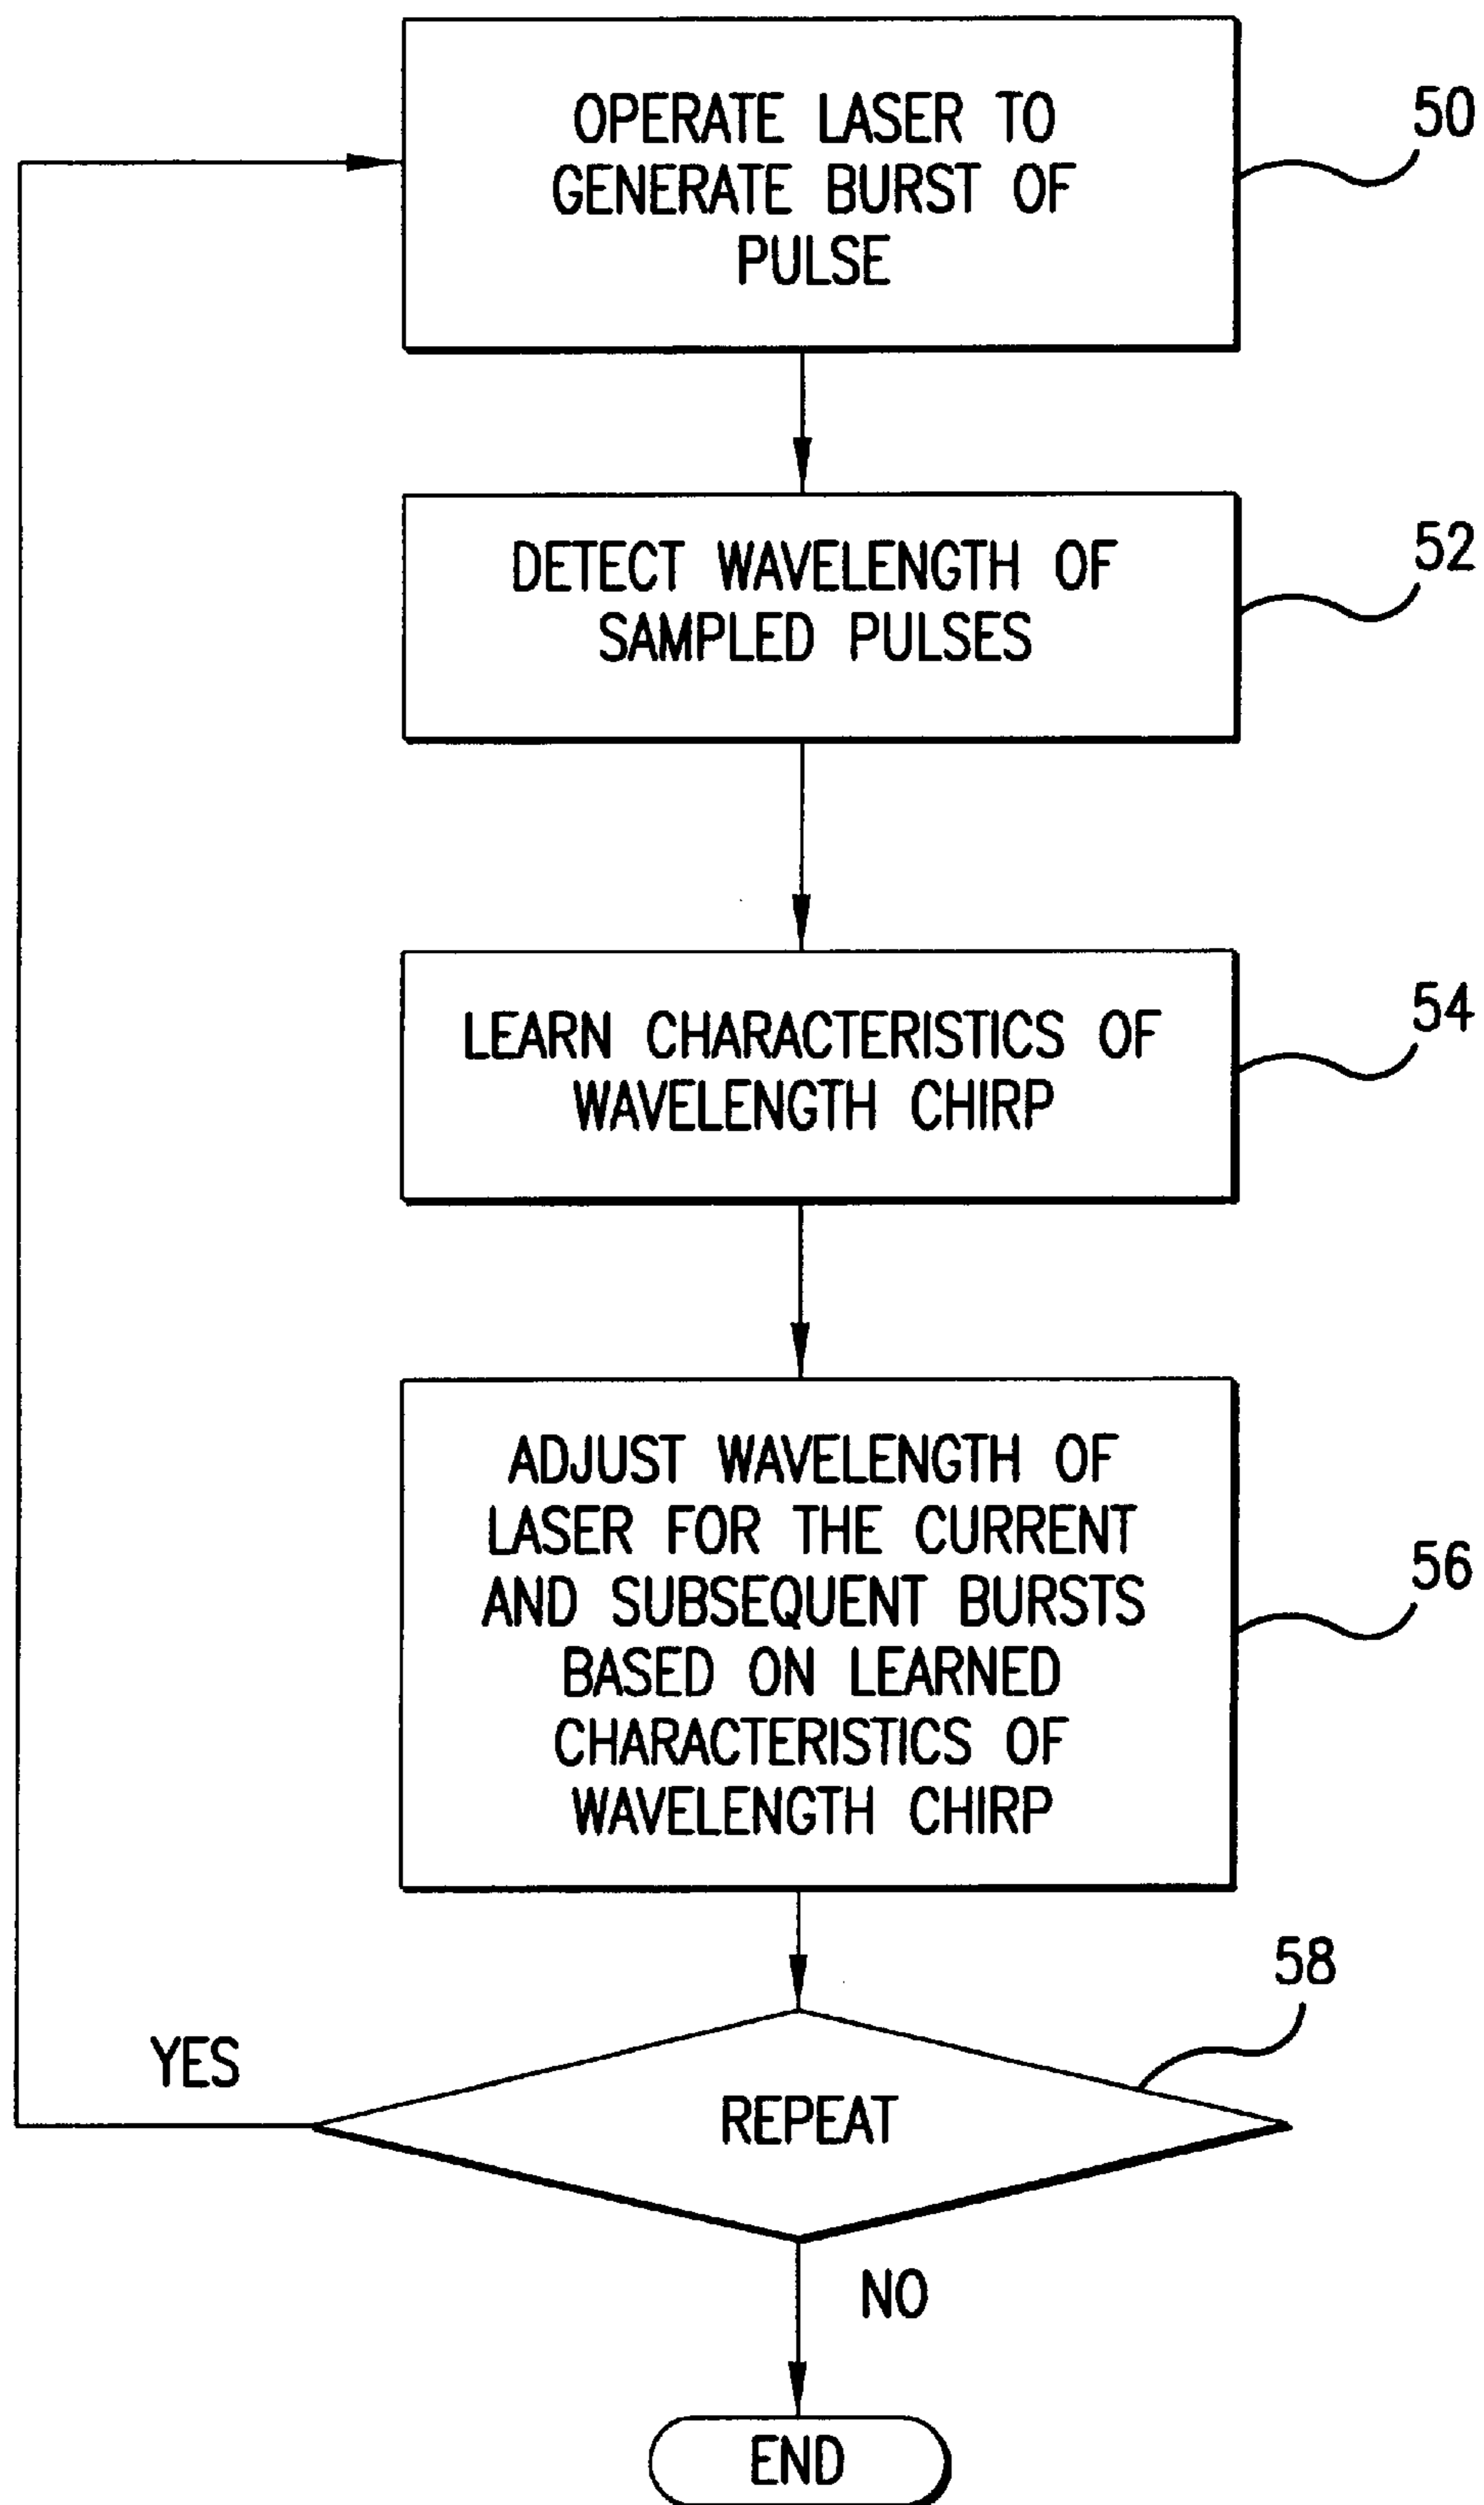 OPERATE LASER TO
GENERATE BURST OF
PULSE
50
DETECT WAVELENGTH OF
SAMPLED PULSES
52
LEARN CHARACTERISTICS OF
WAVELENGTH CHIRP
54
ADJUST WAVELENGTH OF
LASER FOR THE CURRENT
AND SUBSEQUENT BURSTS
BASED ON LEARNED
CHARACTERISTICS OF
WAVELENGTH CHIRP
56
58
YES
REPEAT
NO
END